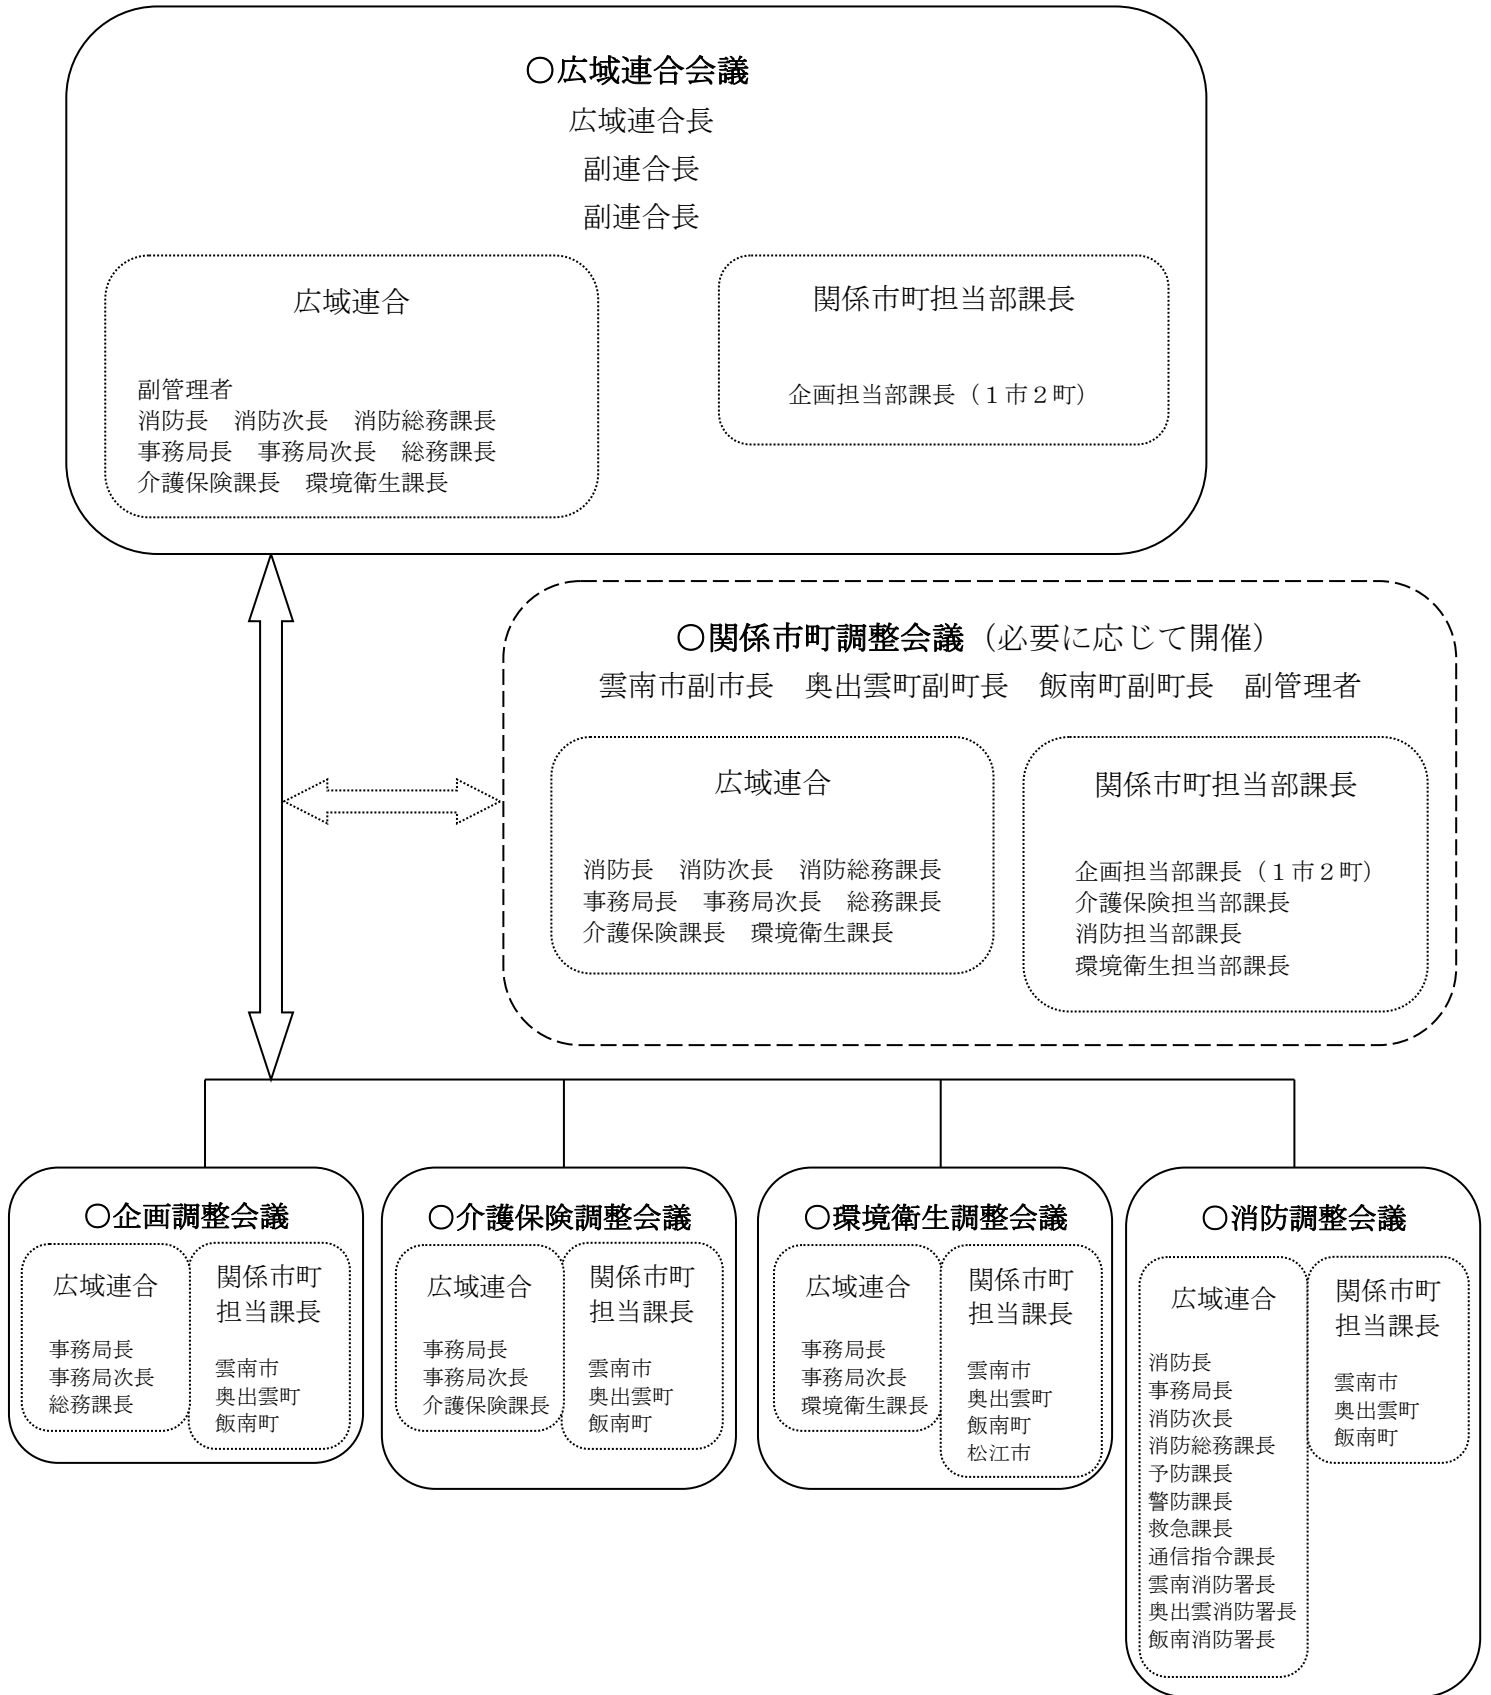 〇広域連合会議
広域連合長
副連合長
副連合長
広域連合
副管理者
消防長　消防次長　消防総務課長
事務局長　事務局次長　総務課長
介護保険課長　環境衛生課長
関係市町担当部課長
企画担当部課長（１市２町）
〇関係市町調整会議（必要に応じて開催）
雲南市副市長　奥出雲町副町長　飯南町副町長　副管理者
広域連合
消防長　消防次長　消防総務課長
事務局長　事務局次長　総務課長
介護保険課長　環境衛生課長
関係市町担当部課長
企画担当部課長（１市２町）
介護保険担当部課長
消防担当部課長
環境衛生担当部課長
〇企画調整会議
広域連合
事務局長
事務局次長
総務課長
関係市町
担当課長
雲南市
奥出雲町
飯南町
〇介護保険調整会議
広域連合
事務局長
事務局次長
介護保険課長
関係市町
担当課長
雲南市
奥出雲町
飯南町
〇環境衛生調整会議
広域連合
事務局長
事務局次長
環境衛生課長
関係市町
担当課長
雲南市
奥出雲町
飯南町
松江市
〇消防調整会議
広域連合
消防長
事務局長
消防次長
消防総務課長
予防課長
警防課長
救急課長
通信指令課長
雲南消防署長
奥出雲消防署長
飯南消防署長
関係市町
担当課長
雲南市
奥出雲町
飯南町